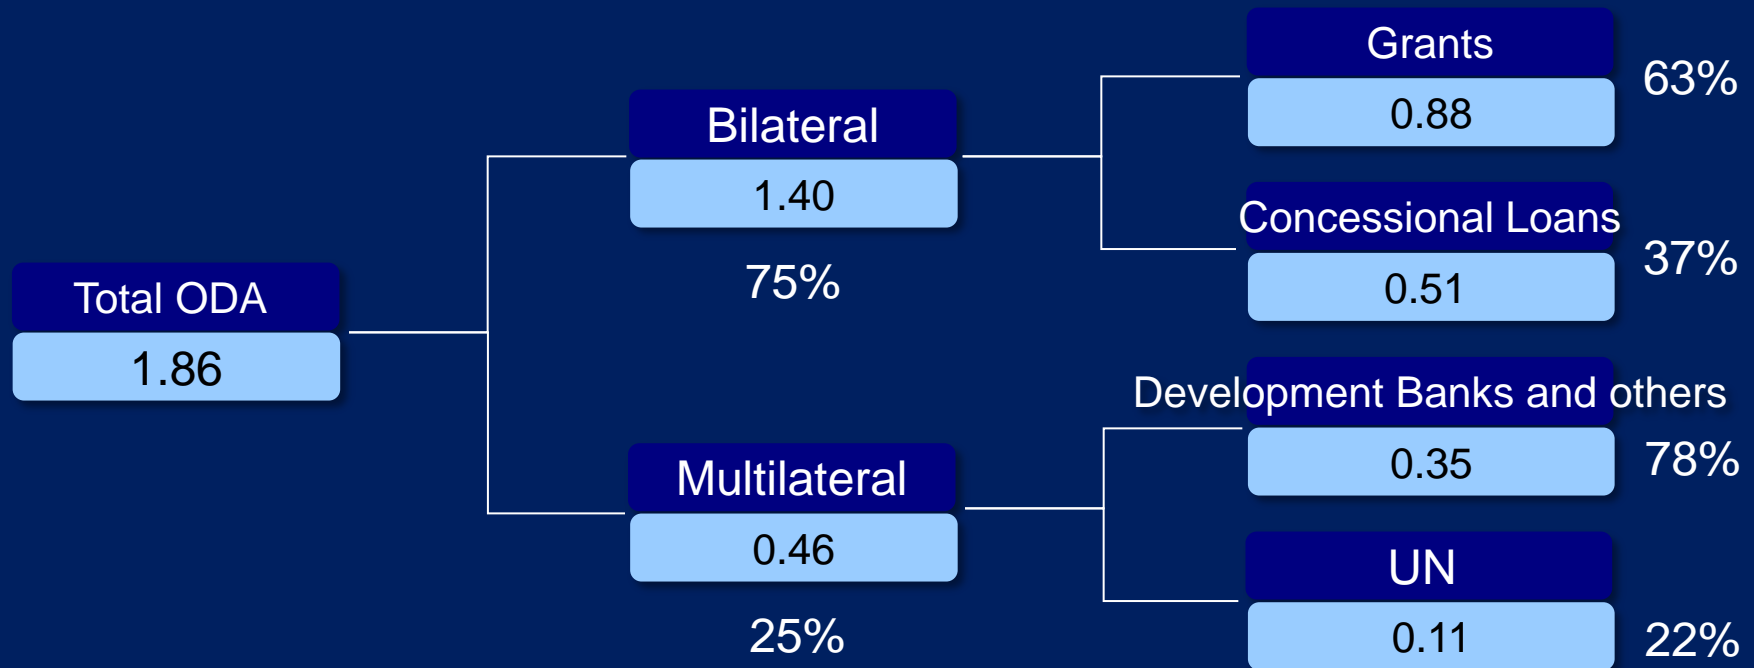 Total ODA
1.86
Bilateral
1.40
75%
Multilateral
0.46
25%
Grants
0.88
63%
Concessional Loans
0.51
37%
Development Banks and others
0.35
78%
UN
0.11
22%